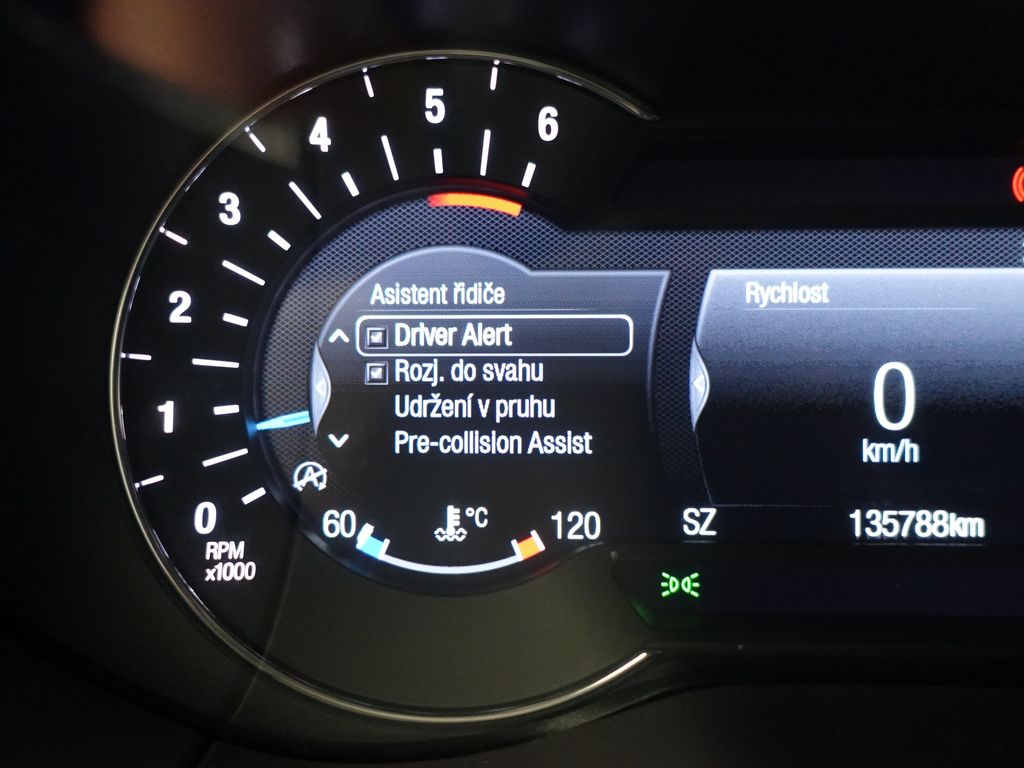 6
5
4
3
2
1
0
RPM
x1000
Asistent řidiče
Driver Alert
Rozj. do svahu
Udržení v pruhu
Pre-collision Assist
60
°C
120
Rychlost
0
km/h
SZ
135788km
A